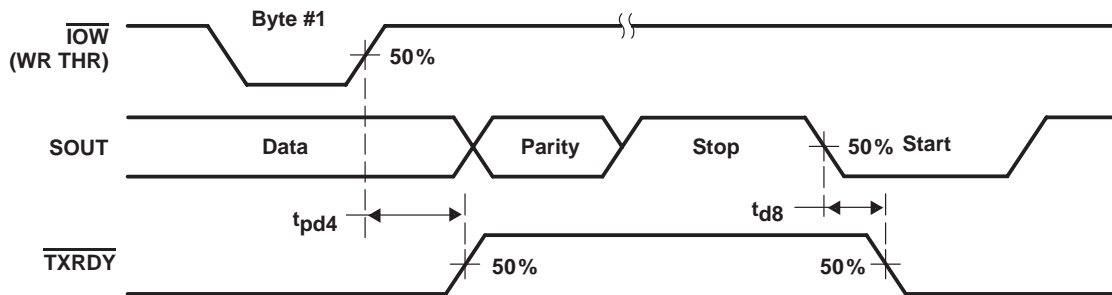 Byte #1
IOW
(WR THR)
50%
SOUT
Data
Parity
Stop
50%
Start
tpd4
td8
TXRDY
50%
50%